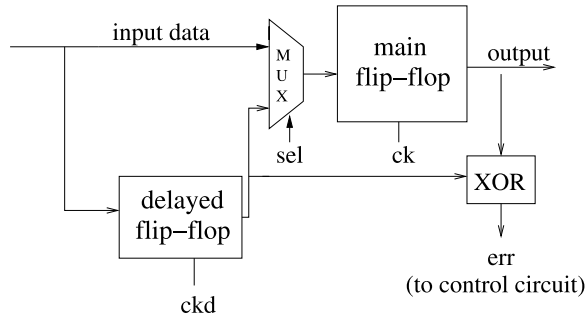 input data
M
U
X
main
flip−flop
output
sel
ck
XOR
delayed
flip−flop
ckd
err
(to control circuit)